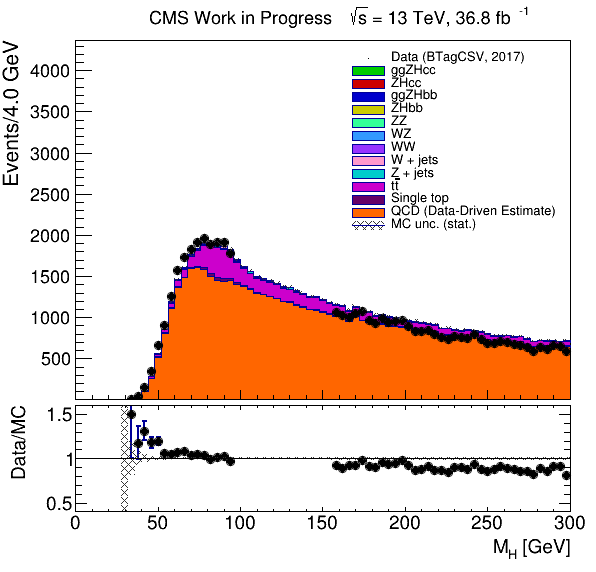 CMS Work in Progress √s = 13 TeV, 36.8 fb⁻¹
Events/4.0 GeV
4000
3500
3000
2500
2000
1500
1000
500
Data (BTagCSV, 2017)
ggZHcc
ZHcc
ggZHbb
ZHbb
ZZ
WZ
WW
W + jets
Z + jets
tt̅
Single top
QCD (Data-Driven Estimate)
MC unc. (stat.)
Data/MC
1.5
1
0.5
0 50 100 150 200 250 300
M_H [GeV]